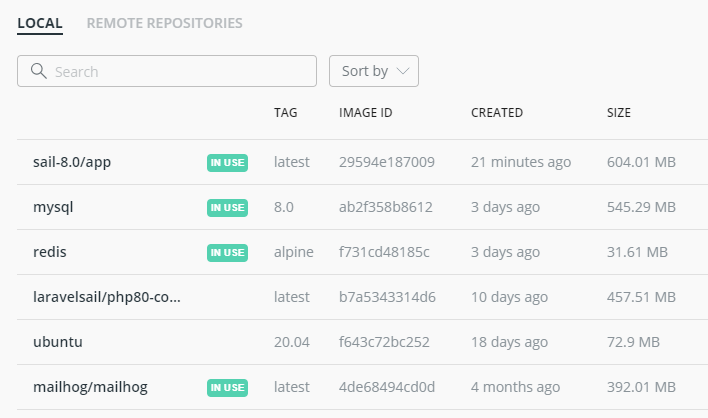 LOCAL REMOTE REPOSITORIES
Search Sort by
TAG IMAGE ID CREATED SIZE
sail-8.0/app IN USE latest 29594e187009 21 minutes ago 604.01 MB
mysql IN USE 8.0 ab2f358b8612 3 days ago 545.29 MB
redis IN USE alpine f731cd48185c 3 days ago 31.61 MB
laravelsail/php80-co... latest b7a5343314d6 10 days ago 457.51 MB
ubuntu 20.04 f643c72bc252 18 days ago 72.9 MB
mailhog/mailhog IN USE latest 4de68494cd0d 4 months ago 392.01 MB